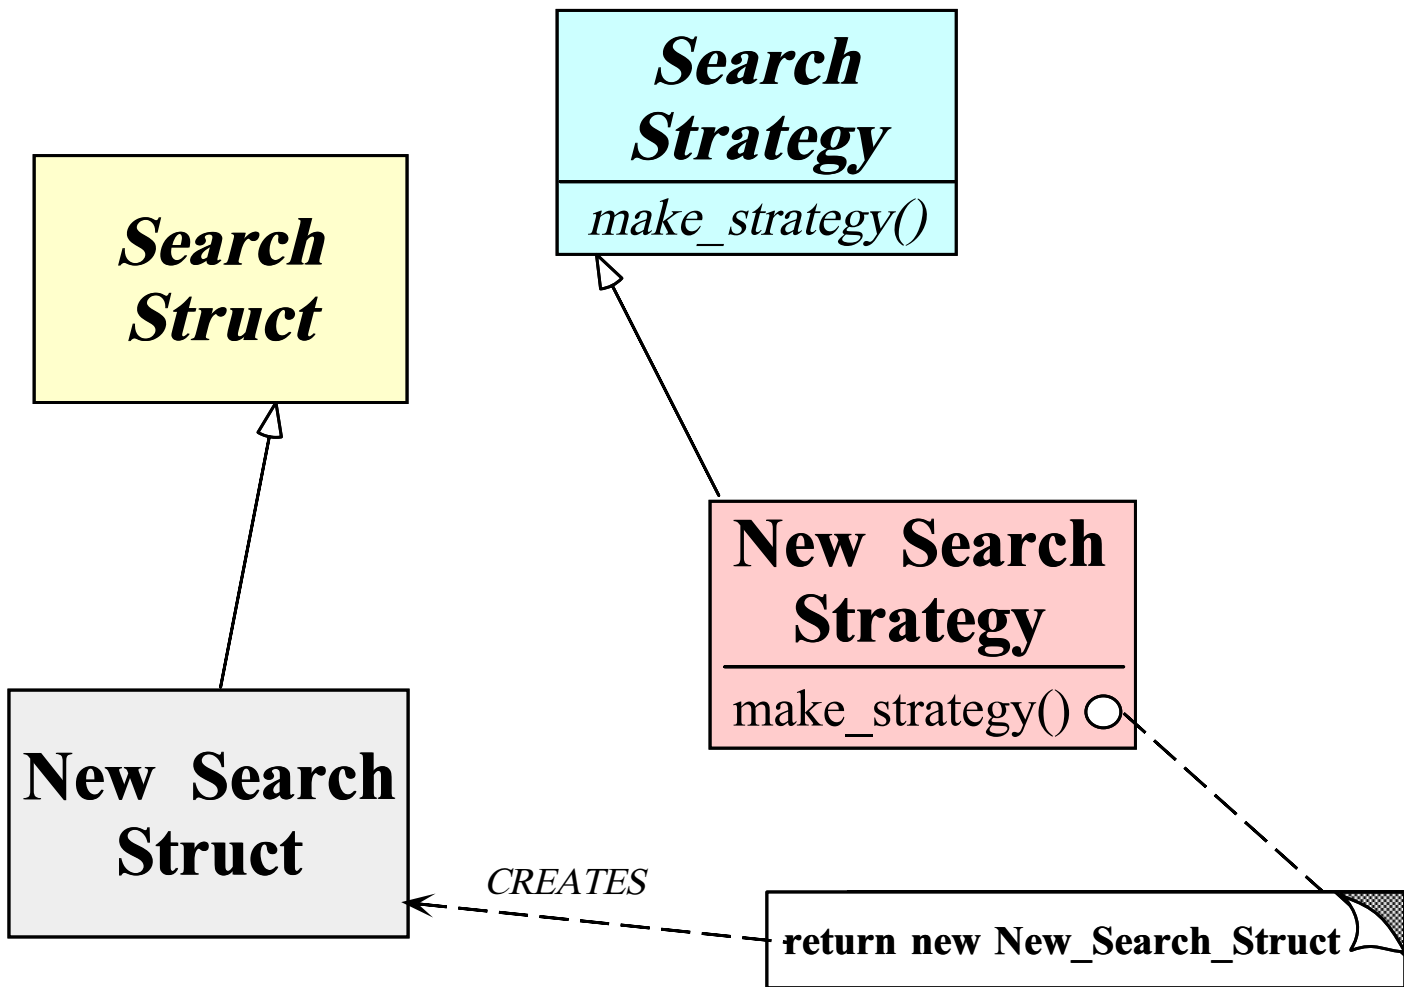 Search
Strategy
make_strategy()
Search
Struct
New Search
Strategy
make_strategy()
New Search
Struct
CREATES
return new New_Search_Struct